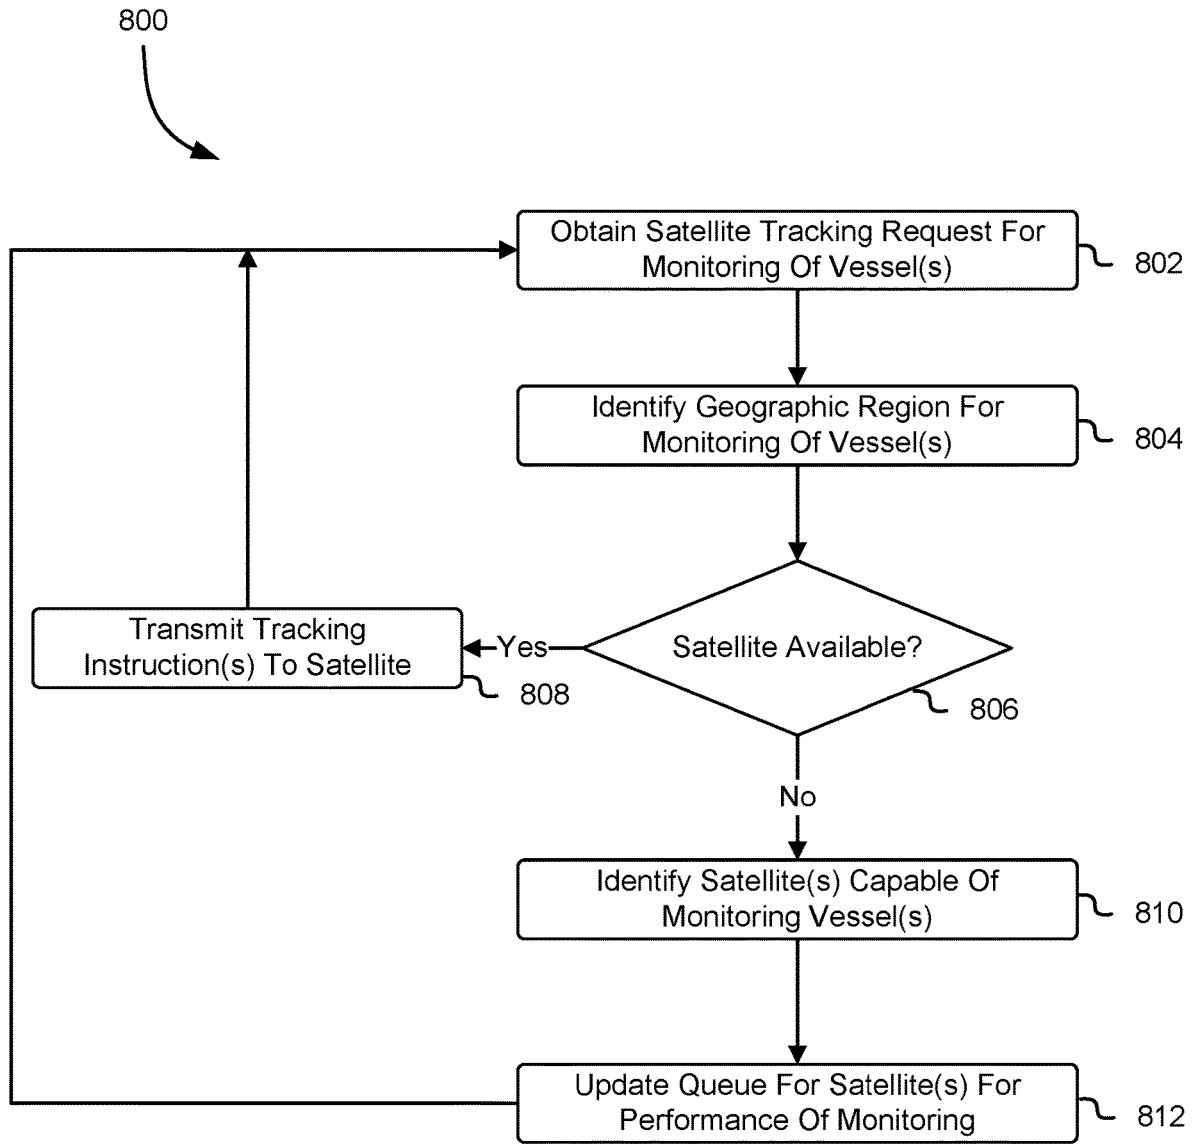 800
Obtain Satellite Tracking Request For
Monitoring Of Vessel(s)
802
Identify Geographic Region For
Monitoring Of Vessel(s)
804
Satellite Available?
806
Yes
Transmit Tracking
Instruction(s) To Satellite
808
No
Identify Satellite(s) Capable Of
Monitoring Vessel(s)
810
Update Queue For Satellite(s) For
Performance Of Monitoring
812